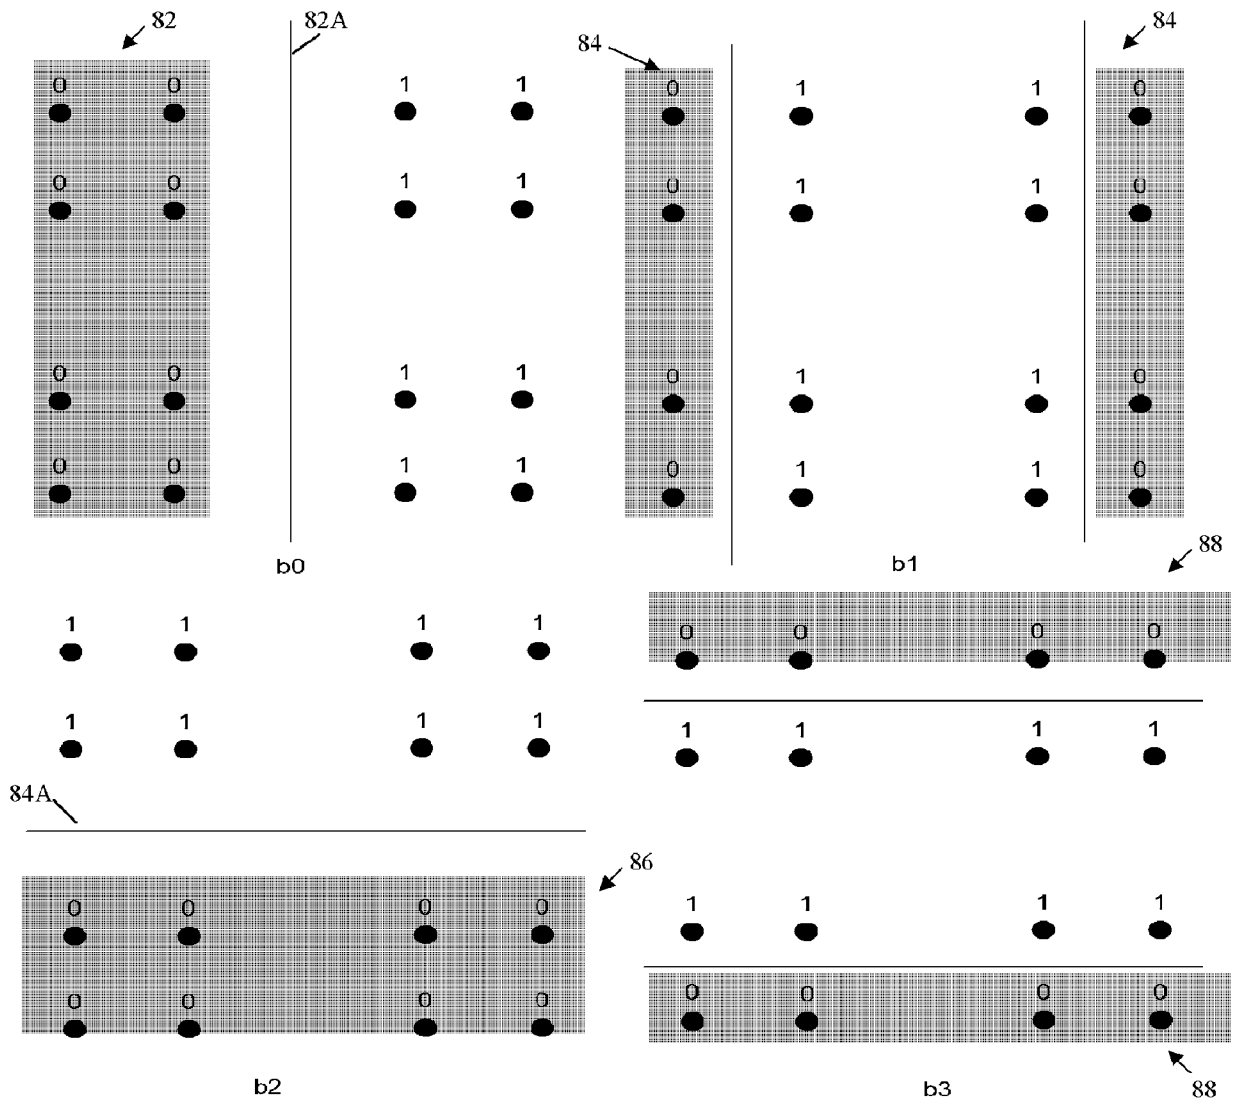 82 82A 84 84
0 0 1 1 0 1 1 0
0 0 1 1 0 1 1 0
0 0 1 1 0 1 1 0
0 0 1 1 0 1 1 0
b0 b1
88
1 1 1 1 0 0 0 0
1 1 1 1 1 1 1 1
84A
86
0 0 0 0 1 1 1 1
0 0 0 0 0 0 0 0
b2 b3 88